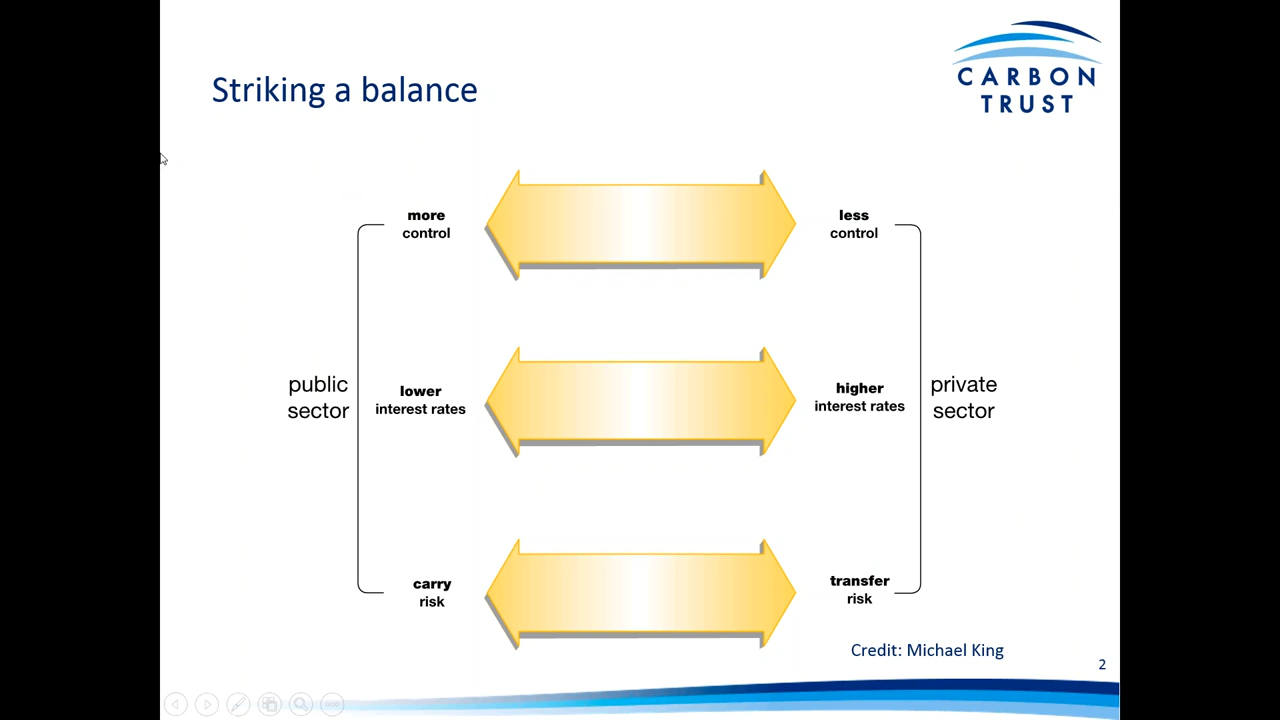 Striking a balance
CARBON
TRUST
more
control
less
control
public
sector
lower
interest rates
higher
interest rates
private
sector
carry
risk
transfer
risk
Credit: Michael King
2